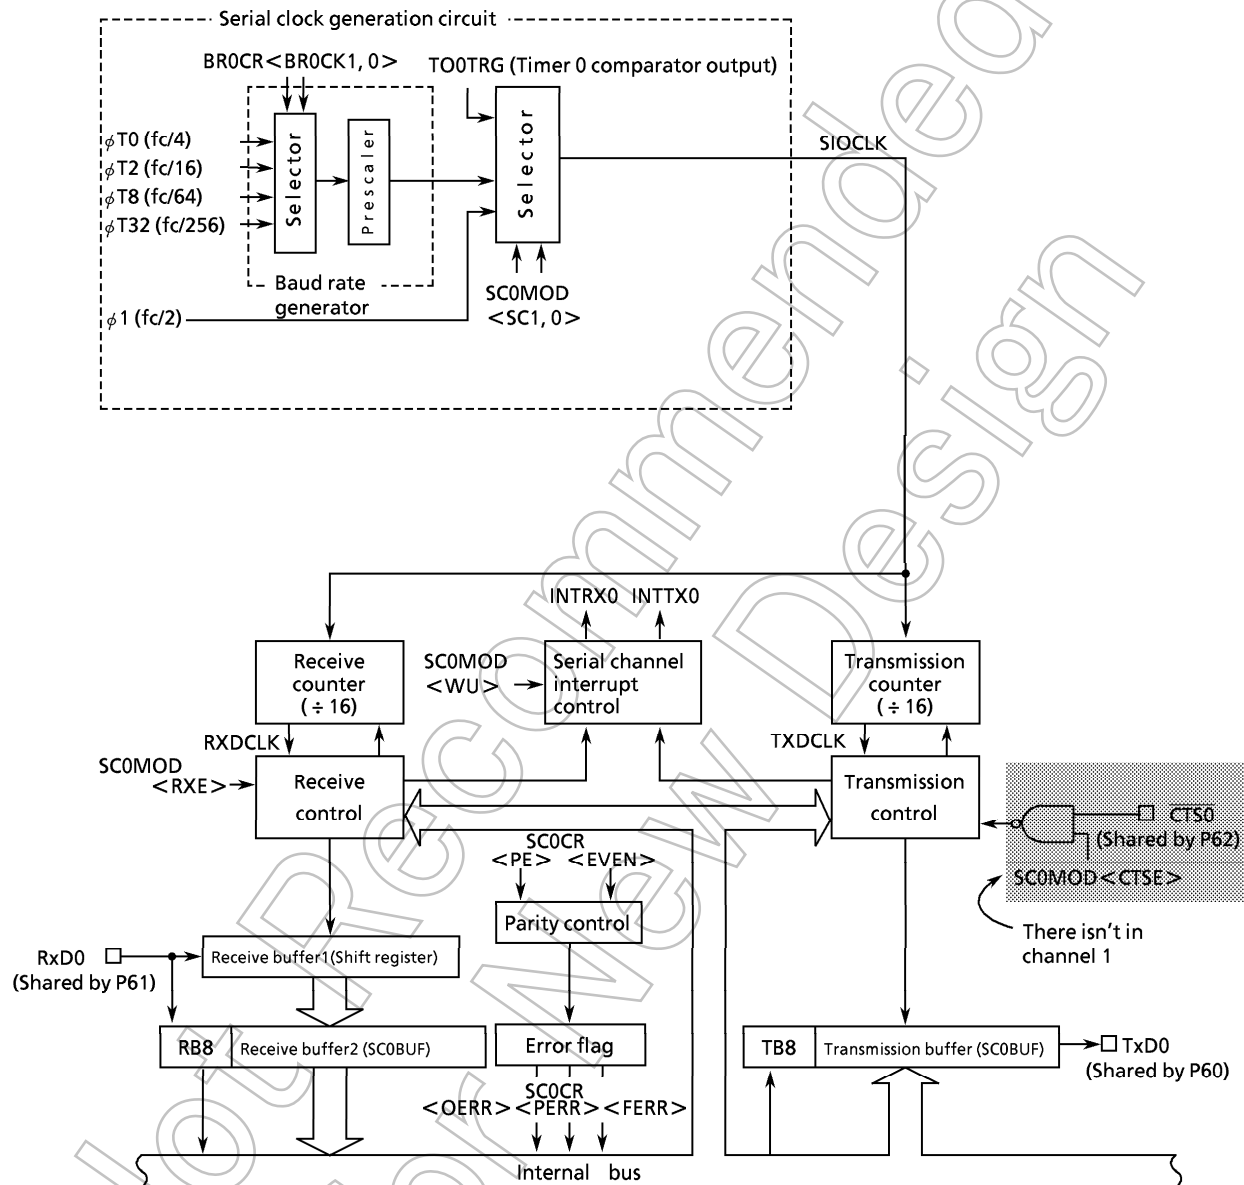 Serial clock generation circuit
BR0CR<BR0CK1, 0>
TO0TRG (Timer 0 comparator output)
φT0 (fc/4)
φT2 (fc/16)
φT8 (fc/64)
φT32 (fc/256)
Selector
Prescaler
Selector
SIOCLK
Baud rate
generator
SC0MOD
<SC1, 0>
φ1 (fc/2)
INTRX0 INTTX0
Receive
counter
(÷16)
SC0MOD
<WU>
Serial channel
interrupt
control
Transmission
counter
(÷16)
RXDCLK
TXDCLK
SC0MOD
<RXE>
Receive
control
Transmission
control
CTS0
(Shared by P62)
SC0MOD<CTSE>
There isn't in
channel 1
SC0CR
<PE> <EVEN>
Parity control
RxD0
(Shared by P61)
Receive buffer1(Shift register)
RB8 Receive buffer2 (SC0BUF)
Error flag
SC0CR
<OERR> <PERR> <FERR>
TB8 Transmission buffer (SC0BUF)
TxD0
(Shared by P60)
Internal bus
Not Recommended
for New Design